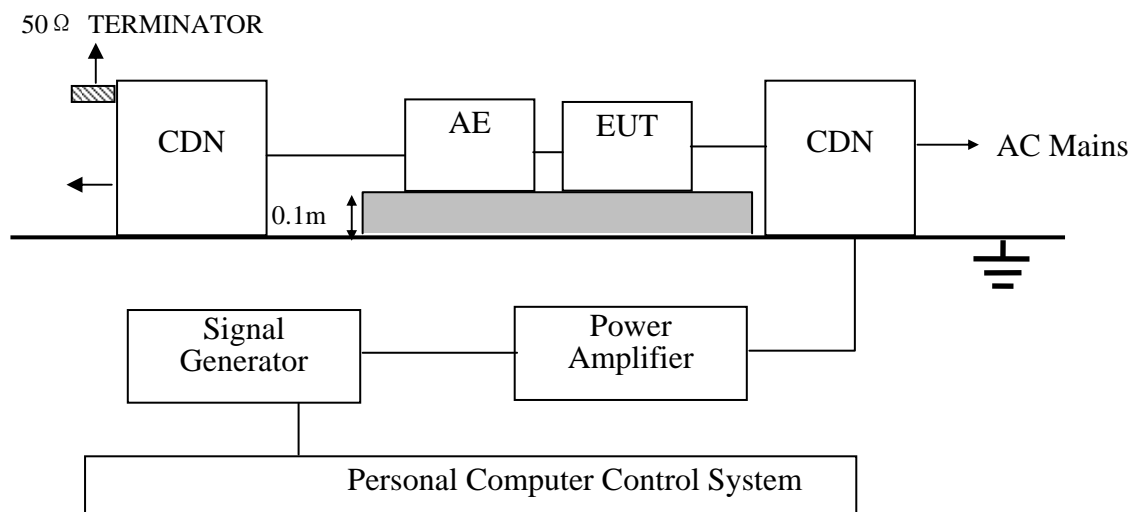 50Ω TERMINATOR
CDN
AE
EUT
CDN
AC Mains
0.1m
Signal
Generator
Power
Amplifier
Personal Computer Control System